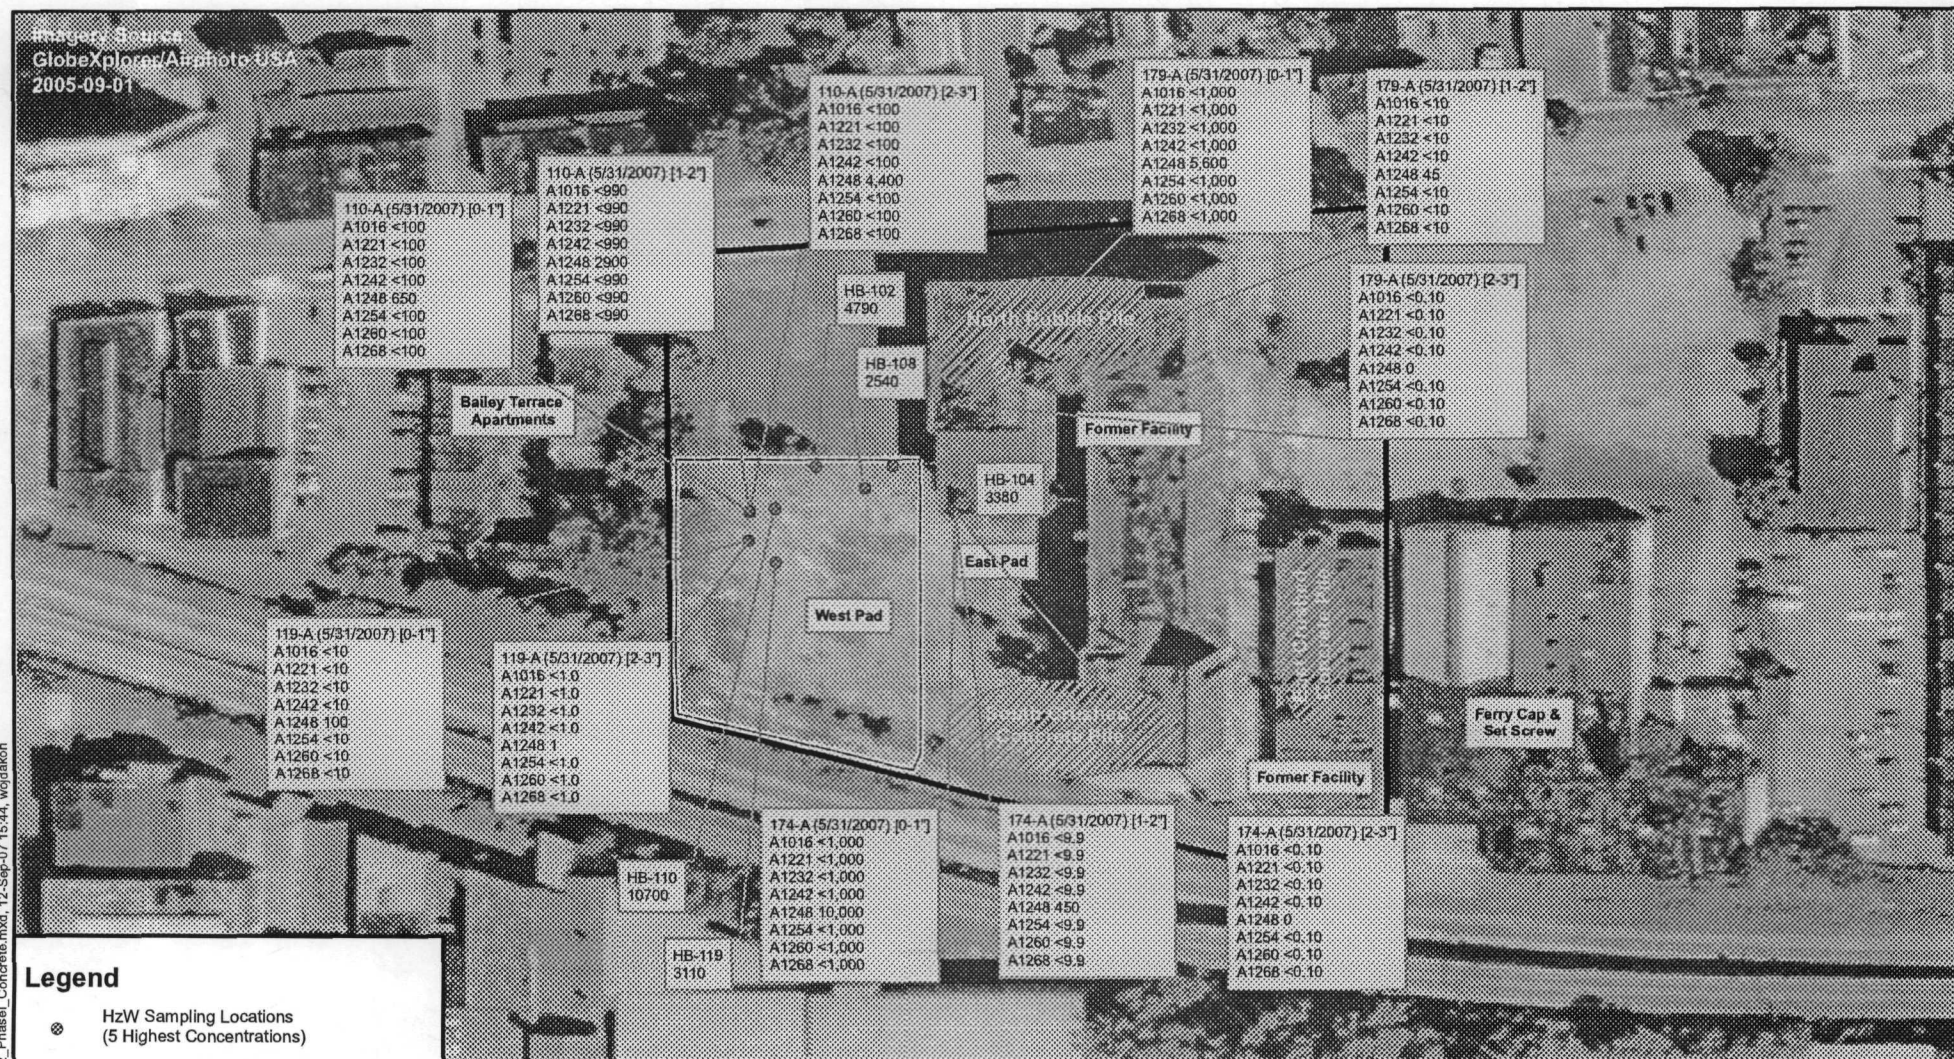 Imagery Source
GlobeXplorer/Airphoto USA
2005-09-01
110-A (5/31/2007) [0-1"]
A1016 <100
A1221 <100
A1232 <100
A1242 <100
A1248 650
A1254 <100
A1260 <100
A1268 <100
110-A (5/31/2007) [1-2"]
A1016 <990
A1221 <990
A1232 <990
A1242 <990
A1248 2900
A1254 <990
A1260 <990
A1268 <990
110-A (5/31/2007) [2-3"]
A1016 <100
A1221 <100
A1232 <100
A1242 <100
A1248 4,400
A1254 <100
A1260 <100
A1268 <100
179-A (5/31/2007) [0-1"]
A1016 <1,000
A1221 <1,000
A1232 <1,000
A1242 <1,000
A1248 5,600
A1254 <1,000
A1260 <1,000
A1268 <1,000
179-A (5/31/2007) [1-2"]
A1016 <10
A1221 <10
A1232 <10
A1242 <10
A1248 45
A1254 <10
A1260 <10
A1268 <10
179-A (5/31/2007) [2-3"]
A1016 <0.10
A1221 <0.10
A1232 <0.10
A1242 <0.10
A1248 0
A1254 <0.10
A1260 <0.10
A1268 <0.10
HB-102
4790
North Rubble Pile
HB-108
2540
Bailey Terrace
Apartments
Former Facility
HB-104
3380
East Pad
West Pad
Concrete Pile
Concrete Pile
Ferry Cap &
Set Screw
Former Facility
119-A (5/31/2007) [0-1"]
A1016 <10
A1221 <10
A1232 <10
A1242 <10
A1248 100
A1254 <10
A1260 <10
A1268 <10
119-A (5/31/2007) [2-3"]
A1016 <1.0
A1221 <1.0
A1232 <1.0
A1242 <1.0
A1248 1
A1254 <1.0
A1260 <1.0
A1268 <1.0
HB-110
10700
HB-119
3110
174-A (5/31/2007) [0-1"]
A1016 <1,000
A1221 <1,000
A1232 <1,000
A1242 <1,000
A1248 10,000
A1254 <1,000
A1260 <1,000
A1268 <1,000
174-A (5/31/2007) [1-2"]
A1016 <9.9
A1221 <9.9
A1232 <9.9
A1242 <9.9
A1248 450
A1254 <9.9
A1260 <9.9
A1268 <9.9
174-A (5/31/2007) [2-3"]
A1016 <0.10
A1221 <0.10
A1232 <0.10
A1242 <0.10
A1248 0
A1254 <0.10
A1260 <0.10
A1268 <0.10
Legend
HzW Sampling Locations
(5 Highest Concentrations)
_Phase1_Concrete.mxd, 12-Sep-07 15:44, wojdakon